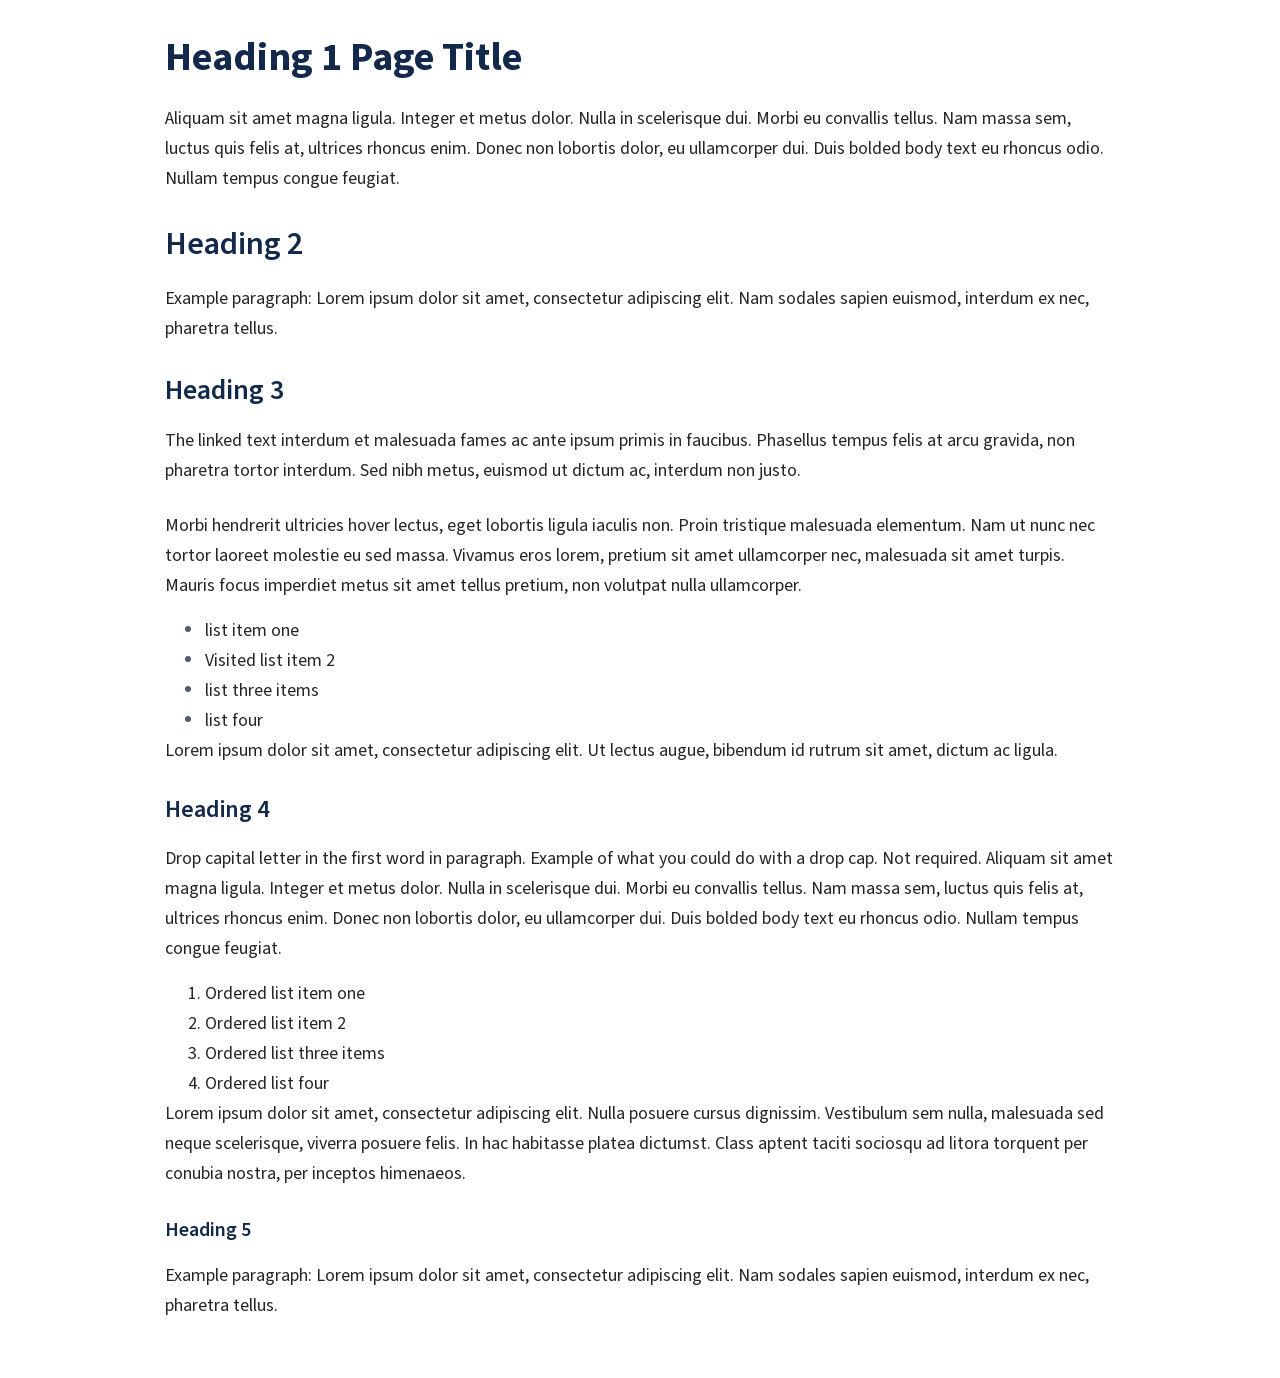 Heading 1 Page Title
Aliquam sit amet magna ligula. Integer et metus dolor. Nulla in scelerisque dui. Morbi eu convallis tellus. Nam massa sem,
luctus quis felis at, ultrices rhoncus enim. Donec non lobortis dolor, eu ullamcorper dui. Duis bolded body text eu rhoncus odio.
Nullam tempus congue feugiat.
Heading 2
Example paragraph: Lorem ipsum dolor sit amet, consectetur adipiscing elit. Nam sodales sapien euismod, interdum ex nec,
pharetra tellus.
Heading 3
The linked text interdum et malesuada fames ac ante ipsum primis in faucibus. Phasellus tempus felis at arcu gravida, non
pharetra tortor interdum. Sed nibh metus, euismod ut dictum ac, interdum non justo.
Morbi hendrerit ultricies hover lectus, eget lobortis ligula iaculis non. Proin tristique malesuada elementum. Nam ut nunc nec
tortor laoreet molestie eu sed massa. Vivamus eros lorem, pretium sit amet ullamcorper nec, malesuada sit amet turpis.
Mauris focus imperdiet metus sit amet tellus pretium, non volutpat nulla ullamcorper.
• list item one
• Visited list item 2
• list three items
• list four
Lorem ipsum dolor sit amet, consectetur adipiscing elit. Ut lectus augue, bibendum id rutrum sit amet, dictum ac ligula.
Heading 4
Drop capital letter in the first word in paragraph. Example of what you could do with a drop cap. Not required. Aliquam sit amet
magna ligula. Integer et metus dolor. Nulla in scelerisque dui. Morbi eu convallis tellus. Nam massa sem, luctus quis felis at,
ultrices rhoncus enim. Donec non lobortis dolor, eu ullamcorper dui. Duis bolded body text eu rhoncus odio. Nullam tempus
congue feugiat.
1. Ordered list item one
2. Ordered list item 2
3. Ordered list three items
4. Ordered list four
Lorem ipsum dolor sit amet, consectetur adipiscing elit. Nulla posuere cursus dignissim. Vestibulum sem nulla, malesuada sed
neque scelerisque, viverra posuere felis. In hac habitasse platea dictumst. Class aptent taciti sociosqu ad litora torquent per
conubia nostra, per inceptos himenaeos.
Heading 5
Example paragraph: Lorem ipsum dolor sit amet, consectetur adipiscing elit. Nam sodales sapien euismod, interdum ex nec,
pharetra tellus.